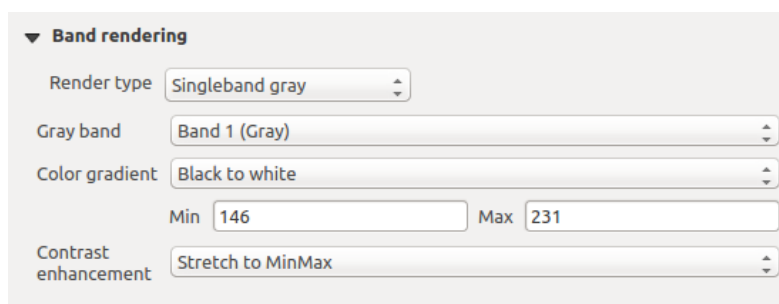 Band rendering
Render type Singleband gray
Gray band Band 1 (Gray)
Color gradient Black to white
Min 146 Max 231
Contrast
enhancement Stretch to MinMax